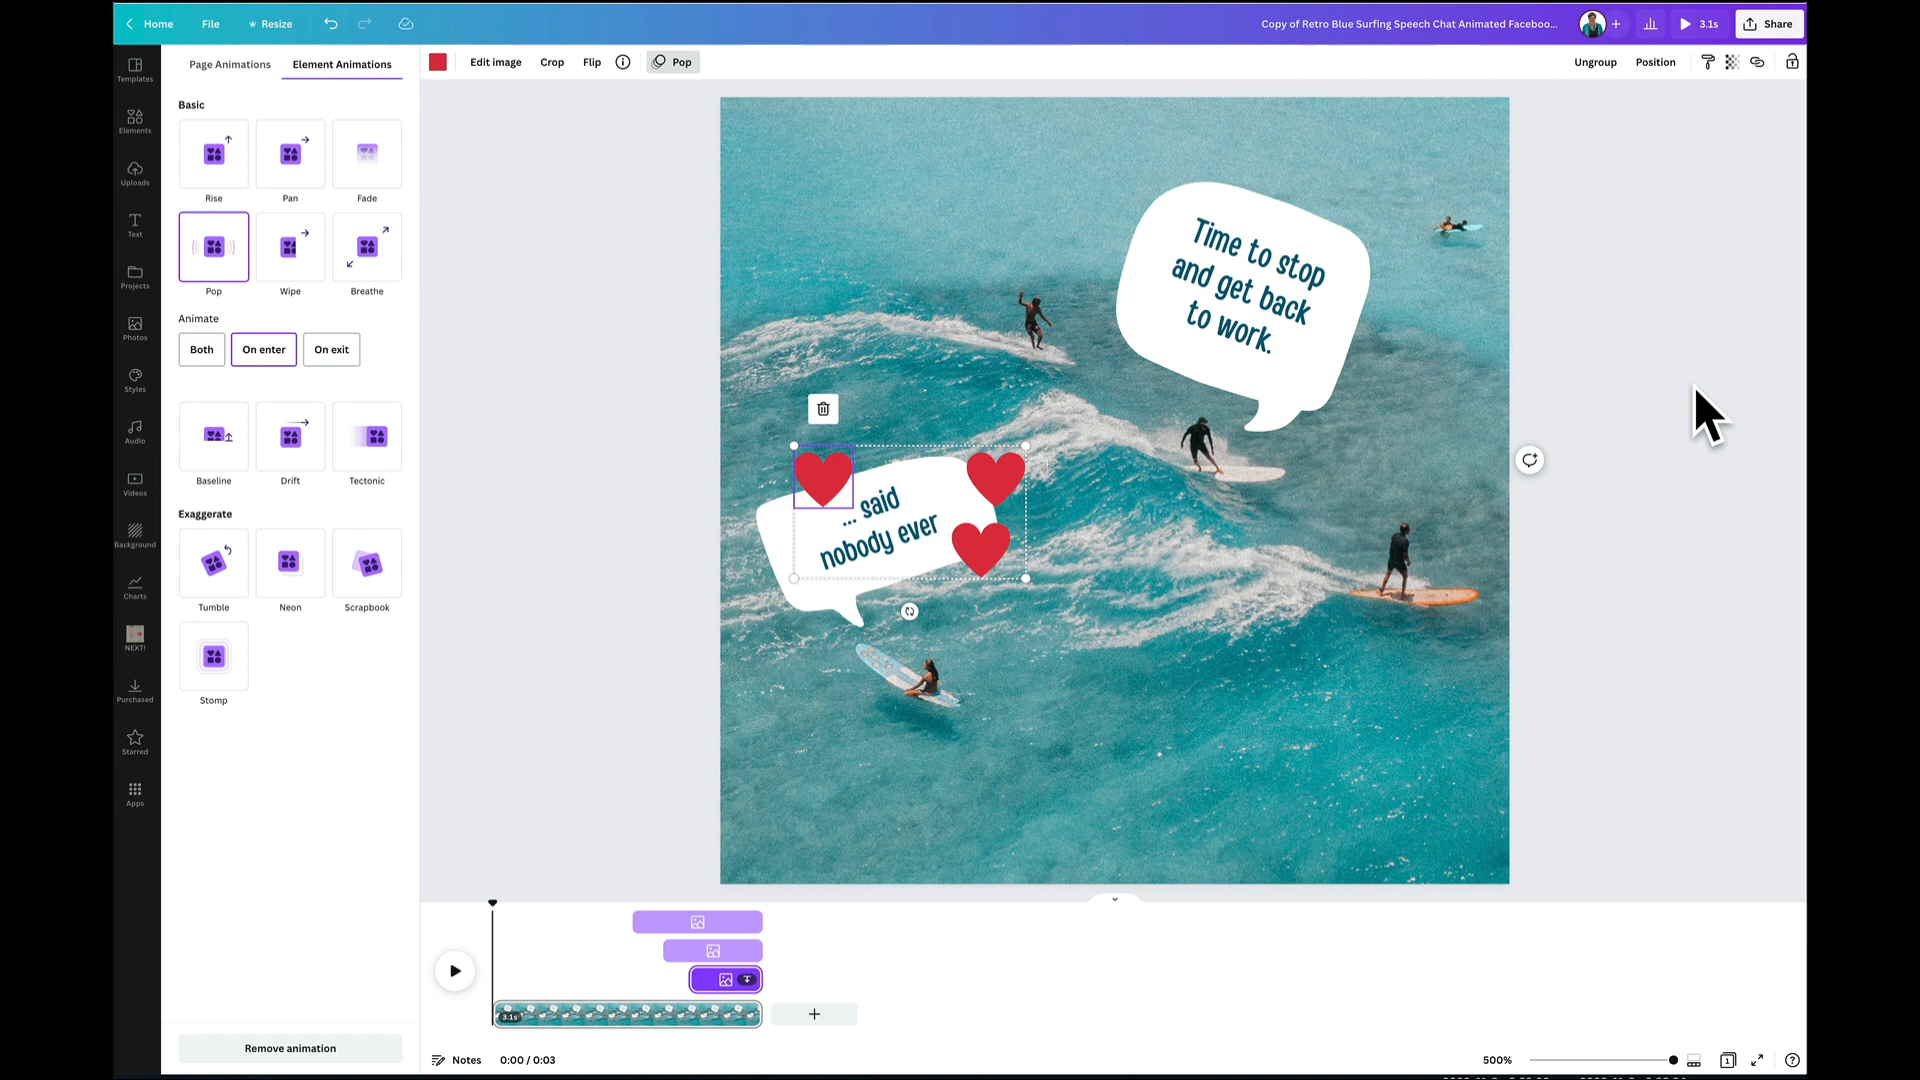 Home
File
Resize
Copy of Retro Blue Surfing Speech Chat Animated Faceboo...
3.1s
Share
Templates
Elements
Uploads
Text
Projects
Photos
Styles
Audio
Videos
Background
Charts
NEXT!
Purchased
Starred
Apps
Page Animations
Element Animations
Basic
Rise
Pan
Fade
Pop
Wipe
Breathe
Animate
Both
On enter
On exit
Baseline
Drift
Tectonic
Exaggerate
Tumble
Neon
Scrapbook
Stomp
Remove animation
Edit image
Crop
Flip
Pop
Ungroup
Position
Time to stop
and get back
to work.
... said
nobody ever
3.1s
Notes
0:00 / 0:03
500%
1